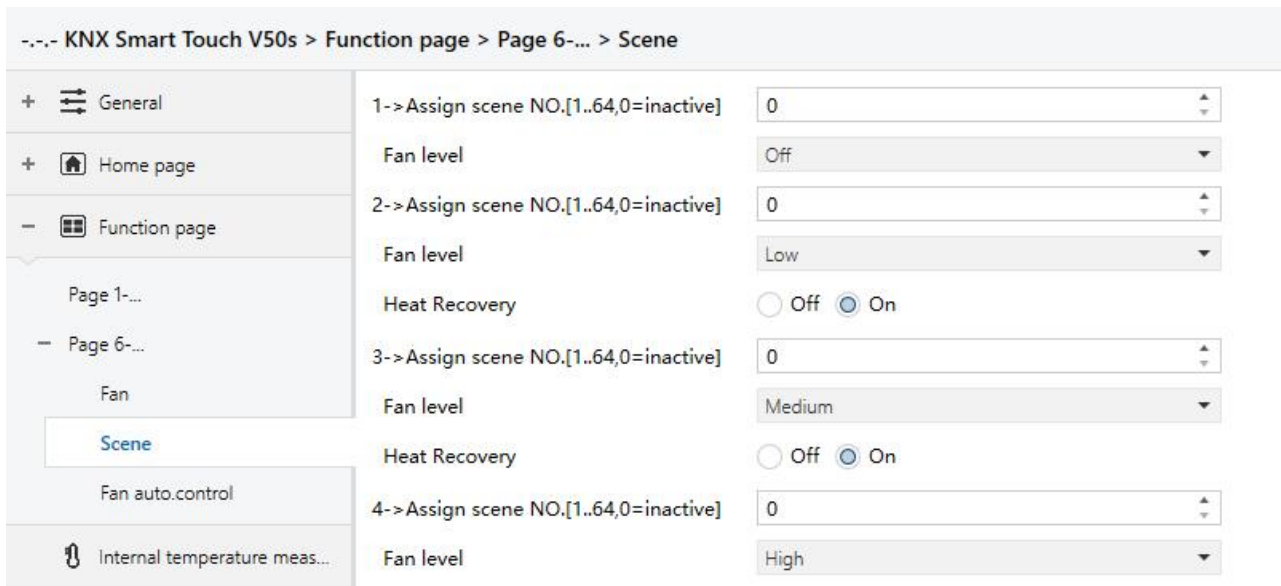 -.-.- KNX Smart Touch V50s > Function page > Page 6-... > Scene
+ General
+ Home page
− Function page
Page 1-...
− Page 6-...
Fan
Scene
Fan auto.control
Internal temperature meas...
1->Assign scene NO.[1..64,0=inactive] 0
Fan level Off
2->Assign scene NO.[1..64,0=inactive] 0
Fan level Low
Heat Recovery Off On
3->Assign scene NO.[1..64,0=inactive] 0
Fan level Medium
Heat Recovery Off On
4->Assign scene NO.[1..64,0=inactive] 0
Fan level High